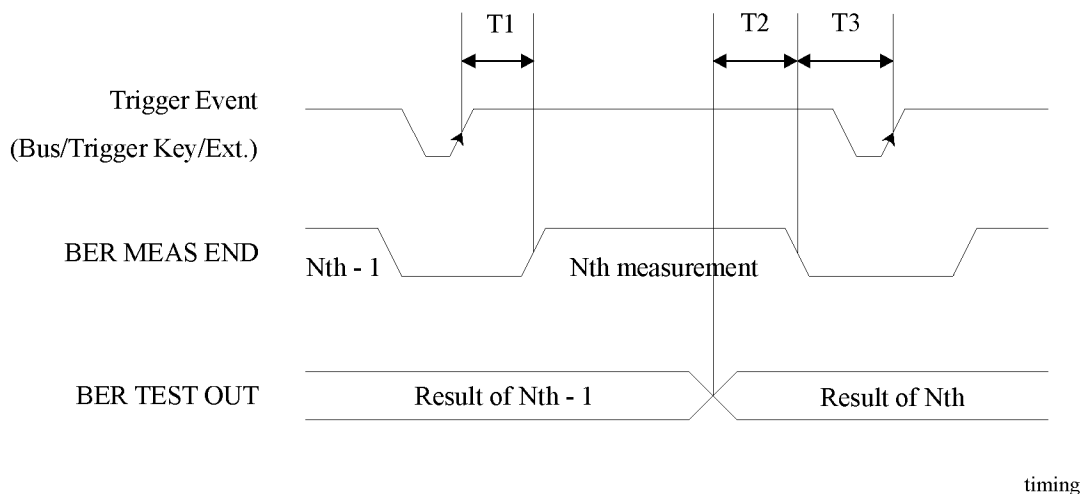 T1
T2
T3
Trigger Event
(Bus/Trigger Key/Ext.)
BER MEAS END
Nth - 1
Nth measurement
BER TEST OUT
Result of Nth - 1
Result of Nth
timing